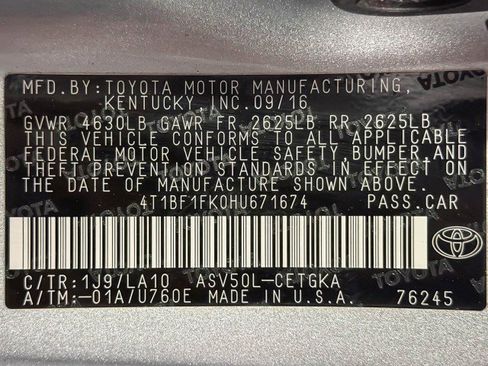 MFD.BY:TOYOTA MOTOR MANUFACTURING,
KENTUCKY,INC.09/16
GVWR 4630LB GAWR FR 2625LB RR 2625LB
THIS VEHICLE CONFORMS TO ALL APPLICABLE
FEDERAL MOTOR VEHICLE SAFETY, BUMPER, AND
THEFT PREVENTION STANDARDS IN EFFECT ON THE
DATE OF MANUFACTURE SHOWN ABOVE.
4T1BF1FK0HU671674 PASS.CAR
TOYOTA
C/TR:1J9/LA10 ASV50L-CETGKA
A/TM:-01A/U760E MADE IN U.S.A. 76245